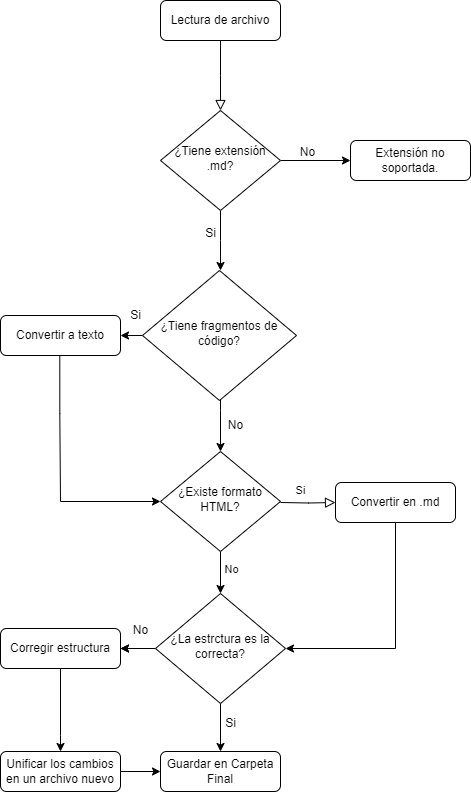 Lectura de archivo
¿Tiene extensión
.md?
No
Extensión no
soportada.
Si
¿Tiene fragmentos de
código?
Si
Convertir a texto
No
¿Existe formato
HTML?
Si
Convertir en .md
No
¿La estrctura es la
correcta?
No
Corregir estructura
Si
Unificar los cambios
en un archivo nuevo
Guardar en Carpeta
Final